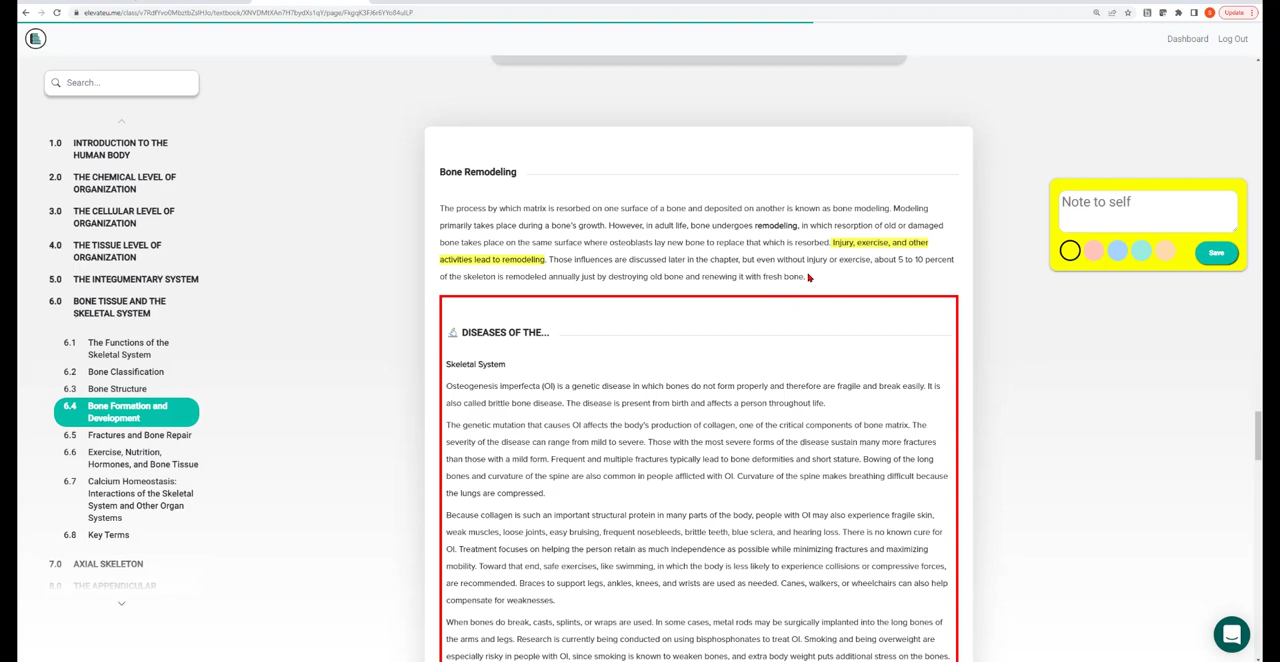 elevateu.me/class/v7RdfYvo0MbztbZslHJo/textbook/XNVDMtXAn7H7bydXs1qY/page/FkgqK3FJ6r6YYo84ulLP
Update
Dashboard
Log Out
Search...
1.0 INTRODUCTION TO THE
HUMAN BODY
2.0 THE CHEMICAL LEVEL OF
ORGANIZATION
3.0 THE CELLULAR LEVEL OF
ORGANIZATION
4.0 THE TISSUE LEVEL OF
ORGANIZATION
5.0 THE INTEGUMENTARY SYSTEM
6.0 BONE TISSUE AND THE
SKELETAL SYSTEM
6.1 The Functions of the
Skeletal System
6.2 Bone Classification
6.3 Bone Structure
6.4 Bone Formation and
Development
6.5 Fractures and Bone Repair
6.6 Exercise, Nutrition,
Hormones, and Bone Tissue
6.7 Calcium Homeostasis:
Interactions of the Skeletal
System and Other Organ
Systems
6.8 Key Terms
7.0 AXIAL SKELETON
8.0 THE APPENDICULAR
Bone Remodeling
The process by which matrix is resorbed on one surface of a bone and deposited on another is known as bone modeling. Modeling
primarily takes place during a bone's growth. However, in adult life, bone undergoes remodeling, in which resorption of old or damaged
bone takes place on the same surface where osteoblasts lay new bone to replace that which is resorbed. Injury, exercise, and other
activities lead to remodeling. Those influences are discussed later in the chapter, but even without injury or exercise, about 5 to 10 percent
of the skeleton is remodeled annually just by destroying old bone and renewing it with fresh bone.
DISEASES OF THE...
Skeletal System
Osteogenesis imperfecta (OI) is a genetic disease in which bones do not form properly and therefore are fragile and break easily. It is
also called brittle bone disease. The disease is present from birth and affects a person throughout life.
The genetic mutation that causes OI affects the body's production of collagen, one of the critical components of bone matrix. The
severity of the disease can range from mild to severe. Those with the most severe forms of the disease sustain many more fractures
than those with a mild form. Frequent and multiple fractures typically lead to bone deformities and short stature. Bowing of the long
bones and curvature of the spine are also common in people afflicted with OI. Curvature of the spine makes breathing difficult because
the lungs are compressed.
Because collagen is such an important structural protein in many parts of the body, people with OI may also experience fragile skin,
weak muscles, loose joints, easy bruising, frequent nosebleeds, brittle teeth, blue sclera, and hearing loss. There is no known cure for
OI. Treatment focuses on helping the person retain as much independence as possible while minimizing fractures and maximizing
mobility. Toward that end, safe exercises, like swimming, in which the body is less likely to experience collisions or compressive forces,
are recommended. Braces to support legs, ankles, knees, and wrists are used as needed. Canes, walkers, or wheelchairs can also help
compensate for weaknesses.
When bones do break, casts, splints, or wraps are used. In some cases, metal rods may be surgically implanted into the long bones of
the arms and legs. Research is currently being conducted on using bisphosphonates to treat OI. Smoking and being overweight are
especially risky in people with OI, since smoking is known to weaken bones, and extra body weight puts additional stress on the bones.
Note to self
Save